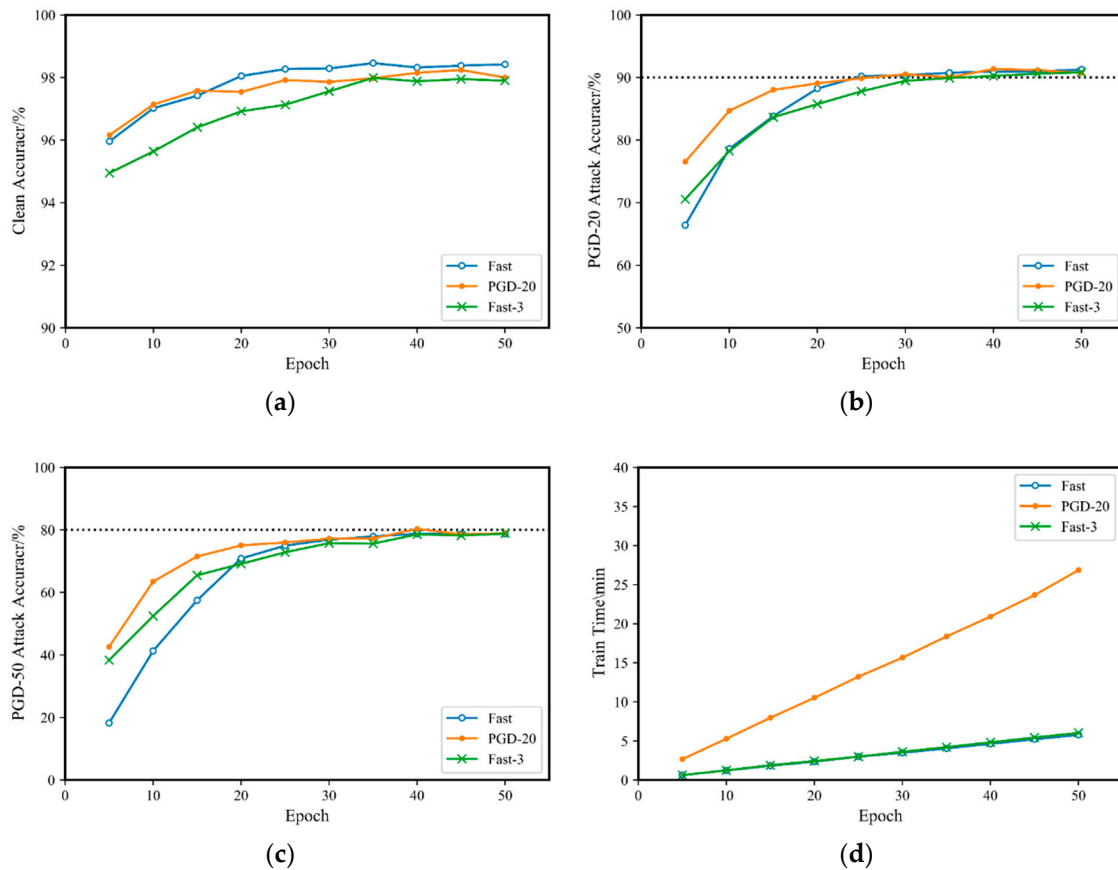 100
98
96
94
92
90
Clean Accuracr/%
0
10
20
30
40
50
Epoch
Fast
PGD-20
Fast-3
(a)
100
90
80
70
60
50
PGD-20 Attack Accuracr/%
0
10
20
30
40
50
Epoch
Fast
PGD-20
Fast-3
(b)
100
80
60
40
20
0
PGD-50 Attack Accuracr/%
0
10
20
30
40
50
Epoch
Fast
PGD-20
Fast-3
(c)
40
35
30
25
20
15
10
5
0
Train Time\min
0
10
20
30
40
50
Epoch
Fast
PGD-20
Fast-3
(d)